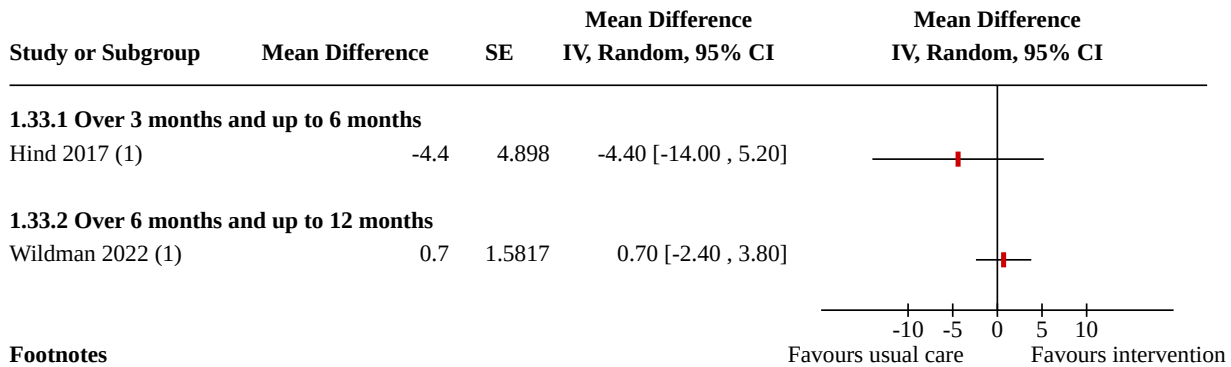 Mean Difference Mean Difference
Study or Subgroup Mean Difference SE IV, Random, 95% CI IV, Random, 95% CI
1.33.1 Over 3 months and up to 6 months
Hind 2017 (1) -4.4 4.898 -4.40 [-14.00 , 5.20]
1.33.2 Over 6 months and up to 12 months
Wildman 2022 (1) 0.7 1.5817 0.70 [-2.40 , 3.80]
-10 -5 0 5 10
Footnotes Favours usual care Favours intervention